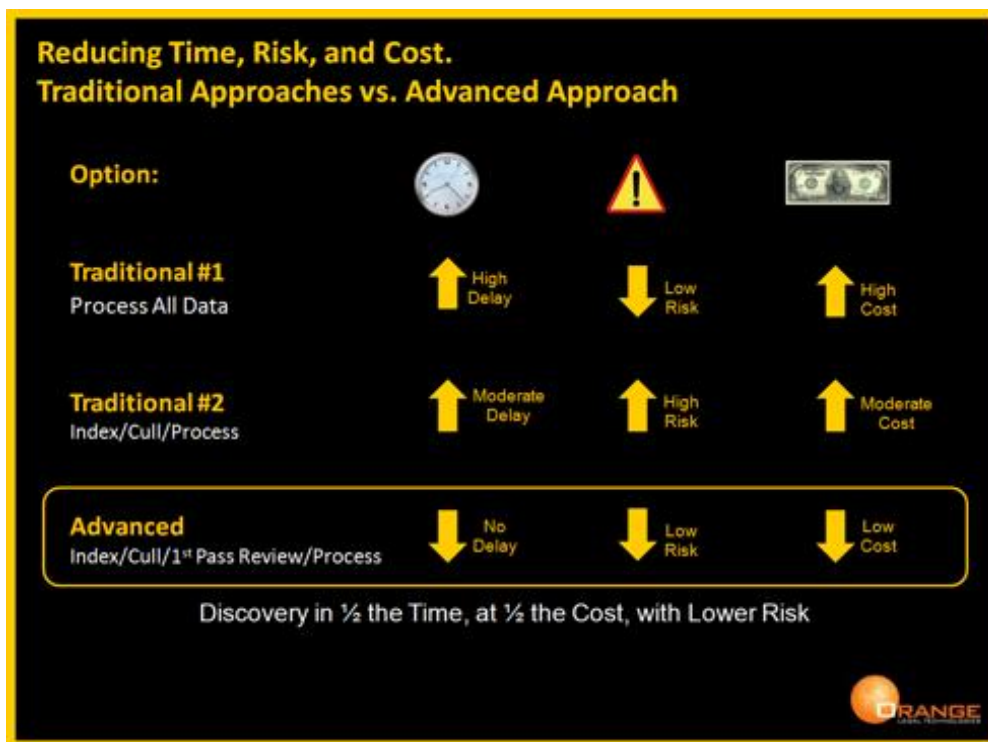 Reducing Time, Risk, and Cost.
Traditional Approaches vs. Advanced Approach
Option:
Traditional #1
Process All Data
High
Delay
Low
Risk
High
Cost
Traditional #2
Index/Cull/Process
Moderate
Delay
High
Risk
Moderate
Cost
Advanced
Index/Cull/1st Pass Review/Process
No
Delay
Low
Risk
Low
Cost
Discovery in ½ the Time, at ½ the Cost, with Lower Risk
ORANGE
LEGAL TECHNOLOGIES